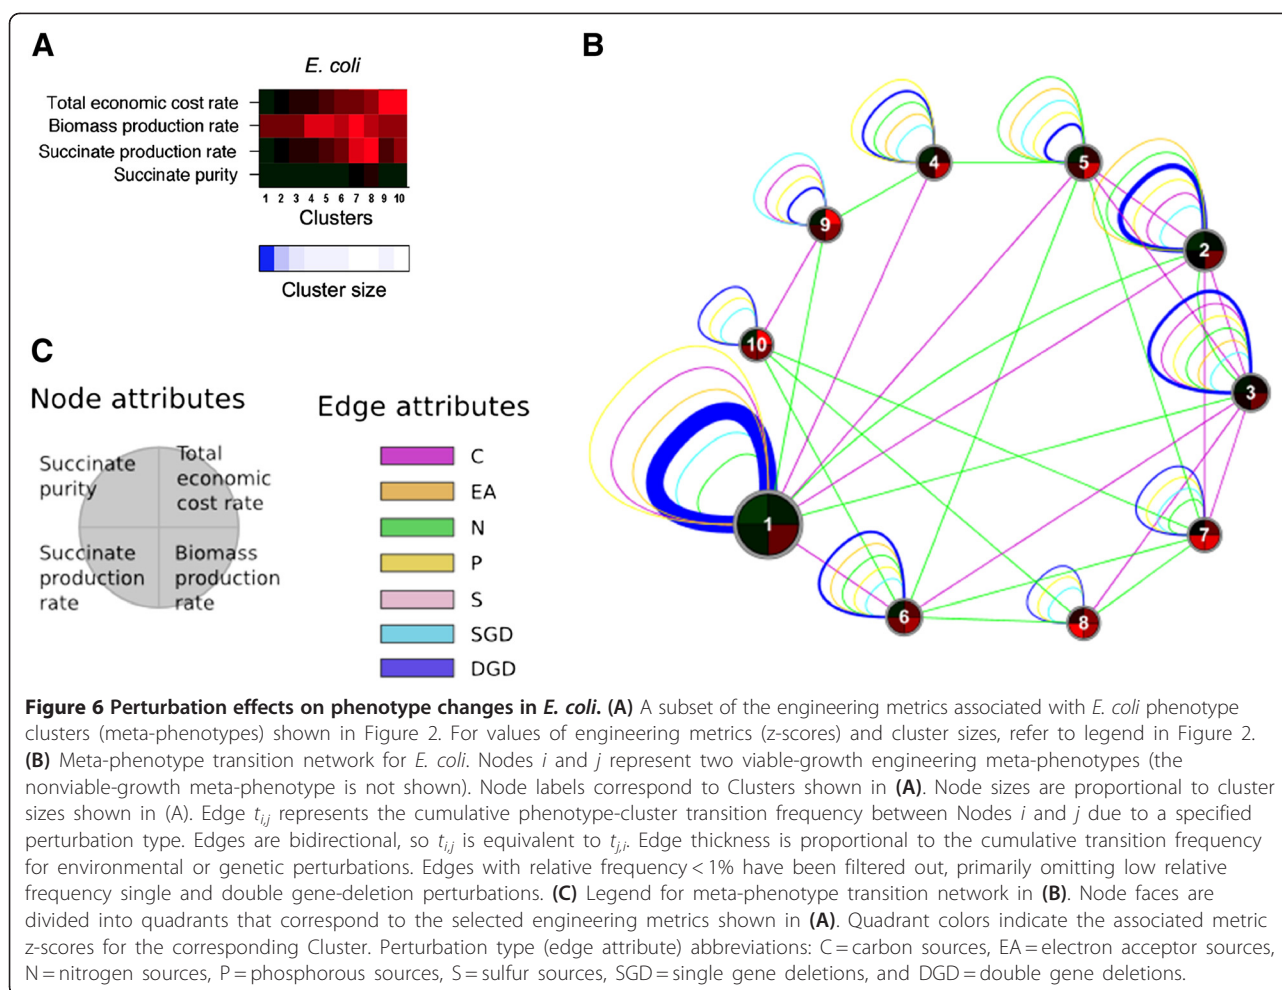 A
E. coli
Total economic cost rate
Biomass production rate
Succinate production rate
Succinate purity
1 2 3 4 5 6 7 8 9 10
Clusters
Cluster size
B
4
5
9
2
10
3
1
7
6
8
C
Node attributes
Succinate
purity
Total
economic
cost rate
Succinate
production
rate
Biomass
production
rate
Edge attributes
C
EA
N
P
S
SGD
DGD
Figure 6 Perturbation effects on phenotype changes in E. coli. (A) A subset of the engineering metrics associated with E. coli phenotype
clusters (meta-phenotypes) shown in Figure 2. For values of engineering metrics (z-scores) and cluster sizes, refer to legend in Figure 2.
(B) Meta-phenotype transition network for E. coli. Nodes i and j represent two viable-growth engineering meta-phenotypes (the
nonviable-growth meta-phenotype is not shown). Node labels correspond to Clusters shown in (A). Node sizes are proportional to cluster
sizes shown in (A). Edge ti,j represents the cumulative phenotype-cluster transition frequency between Nodes i and j due to a specified
perturbation type. Edges are bidirectional, so ti,j is equivalent to tj,i. Edge thickness is proportional to the cumulative transition frequency
for environmental or genetic perturbations. Edges with relative frequency < 1% have been filtered out, primarily omitting low relative
frequency single and double gene-deletion perturbations. (C) Legend for meta-phenotype transition network in (B). Node faces are
divided into quadrants that correspond to the selected engineering metrics shown in (A). Quadrant colors indicate the associated metric
z-scores for the corresponding Cluster. Perturbation type (edge attribute) abbreviations: C = carbon sources, EA = electron acceptor sources,
N = nitrogen sources, P = phosphorous sources, S = sulfur sources, SGD = single gene deletions, and DGD = double gene deletions.